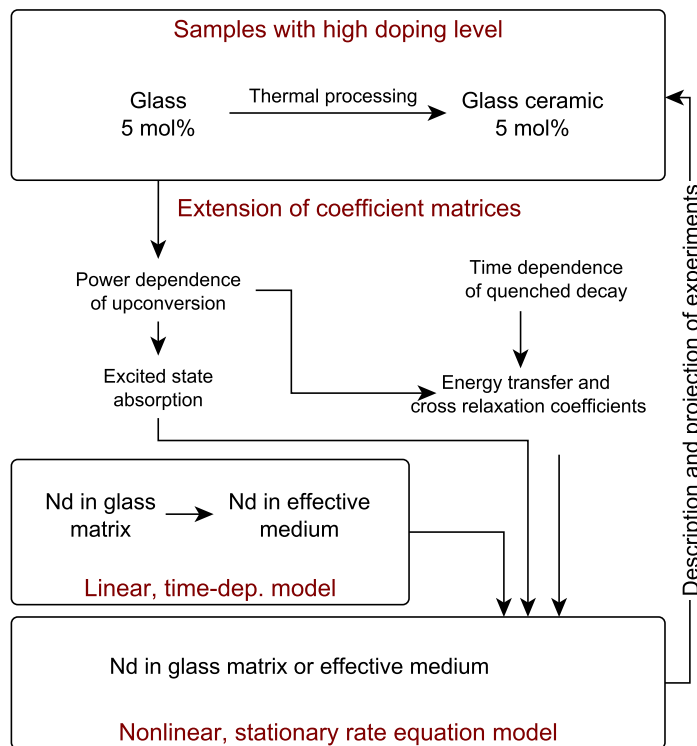 Samples with high doping level
Glass
5 mol%
Thermal processing
Glass ceramic
5 mol%
Extension of coefficient matrices
Power dependence
of upconversion
Time dependence
of quenched decay
Excited state
absorption
Energy transfer and
cross relaxation coefficients
Nd in glass
matrix
Nd in effective
medium
Linear, time-dep. model
Nd in glass matrix or effective medium
Nonlinear, stationary rate equation model
Description and projection of experiments